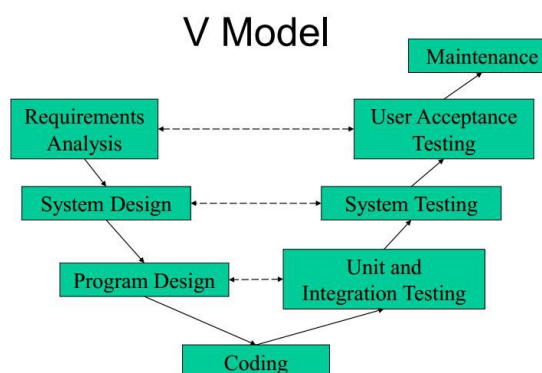 V Model
Maintenance
Requirements
Analysis
User Acceptance
Testing
System Design
System Testing
Program Design
Unit and
Integration Testing
Coding